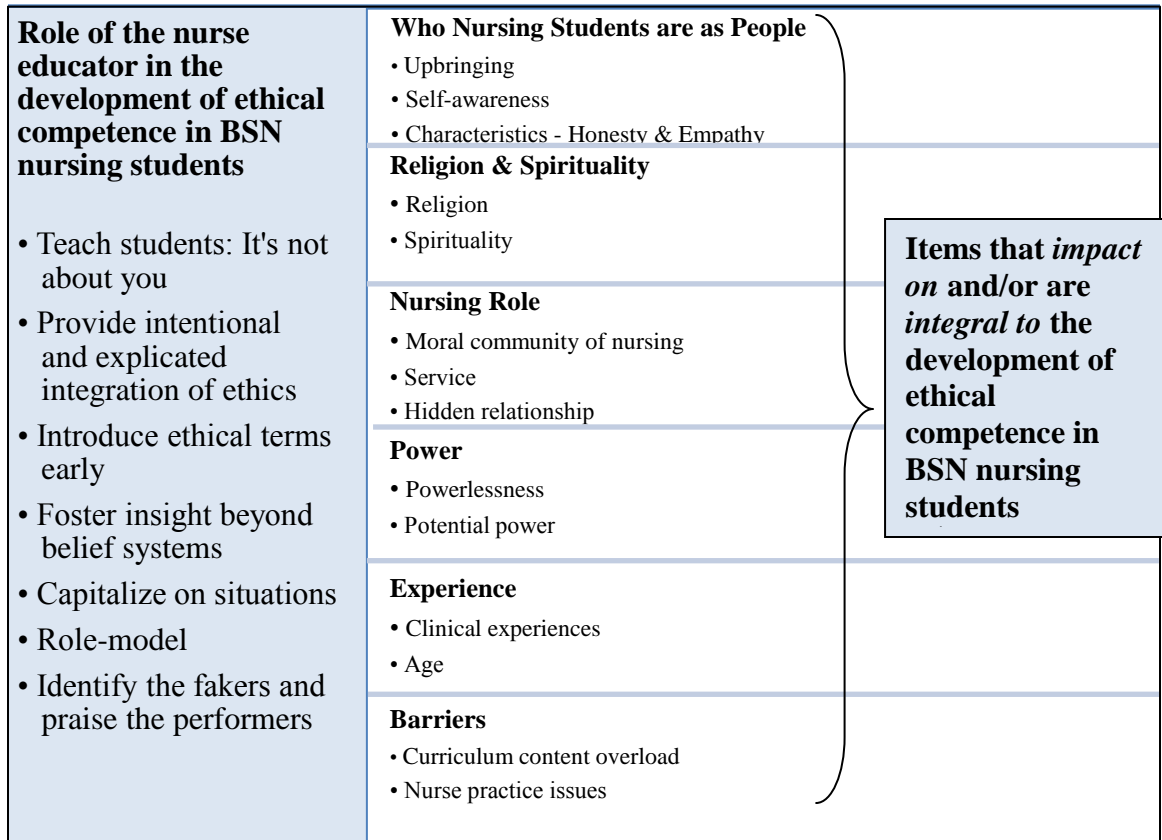 Role of the nurse
educator in the
development of ethical
competence in BSN
nursing students
• Teach students: It's not
about you
• Provide intentional
and explicated
integration of ethics
• Introduce ethical terms
early
• Foster insight beyond
belief systems
• Capitalize on situations
• Role-model
• Identify the fakers and
praise the performers
Who Nursing Students are as People
• Upbringing
• Self-awareness
• Characteristics - Honesty & Empathy
Religion & Spirituality
• Religion
• Spirituality
Nursing Role
• Moral community of nursing
• Service
• Hidden relationship
Power
• Powerlessness
• Potential power
Experience
• Clinical experiences
• Age
Barriers
• Curriculum content overload
• Nurse practice issues
Items that impact
on and/or are
integral to the
development of
ethical
competence in
BSN nursing
students